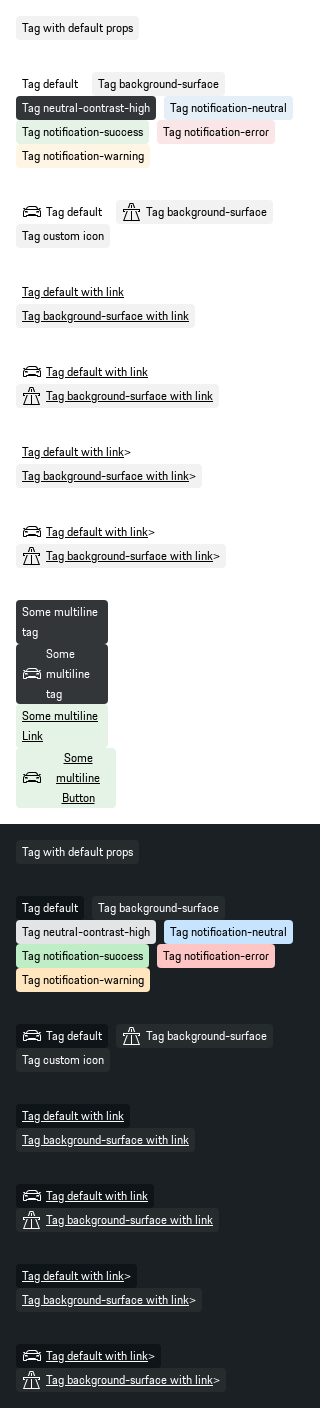 Tag with default props
Tag default Tag background-surface
Tag neutral-contrast-high Tag notification-neutral
Tag notification-success Tag notification-error
Tag notification-warning
Tag default Tag background-surface
Tag custom icon
Tag default with link
Tag background-surface with link
Tag default with link
Tag background-surface with link
Tag default with link>
Tag background-surface with link>
Tag default with link>
Tag background-surface with link>
Some multiline
tag
Some
multiline
tag
Some multiline
Link
Some
multiline
Button
Tag with default props
Tag default Tag background-surface
Tag neutral-contrast-high Tag notification-neutral
Tag notification-success Tag notification-error
Tag notification-warning
Tag default Tag background-surface
Tag custom icon
Tag default with link
Tag background-surface with link
Tag default with link
Tag background-surface with link
Tag default with link>
Tag background-surface with link>
Tag default with link>
Tag background-surface with link>